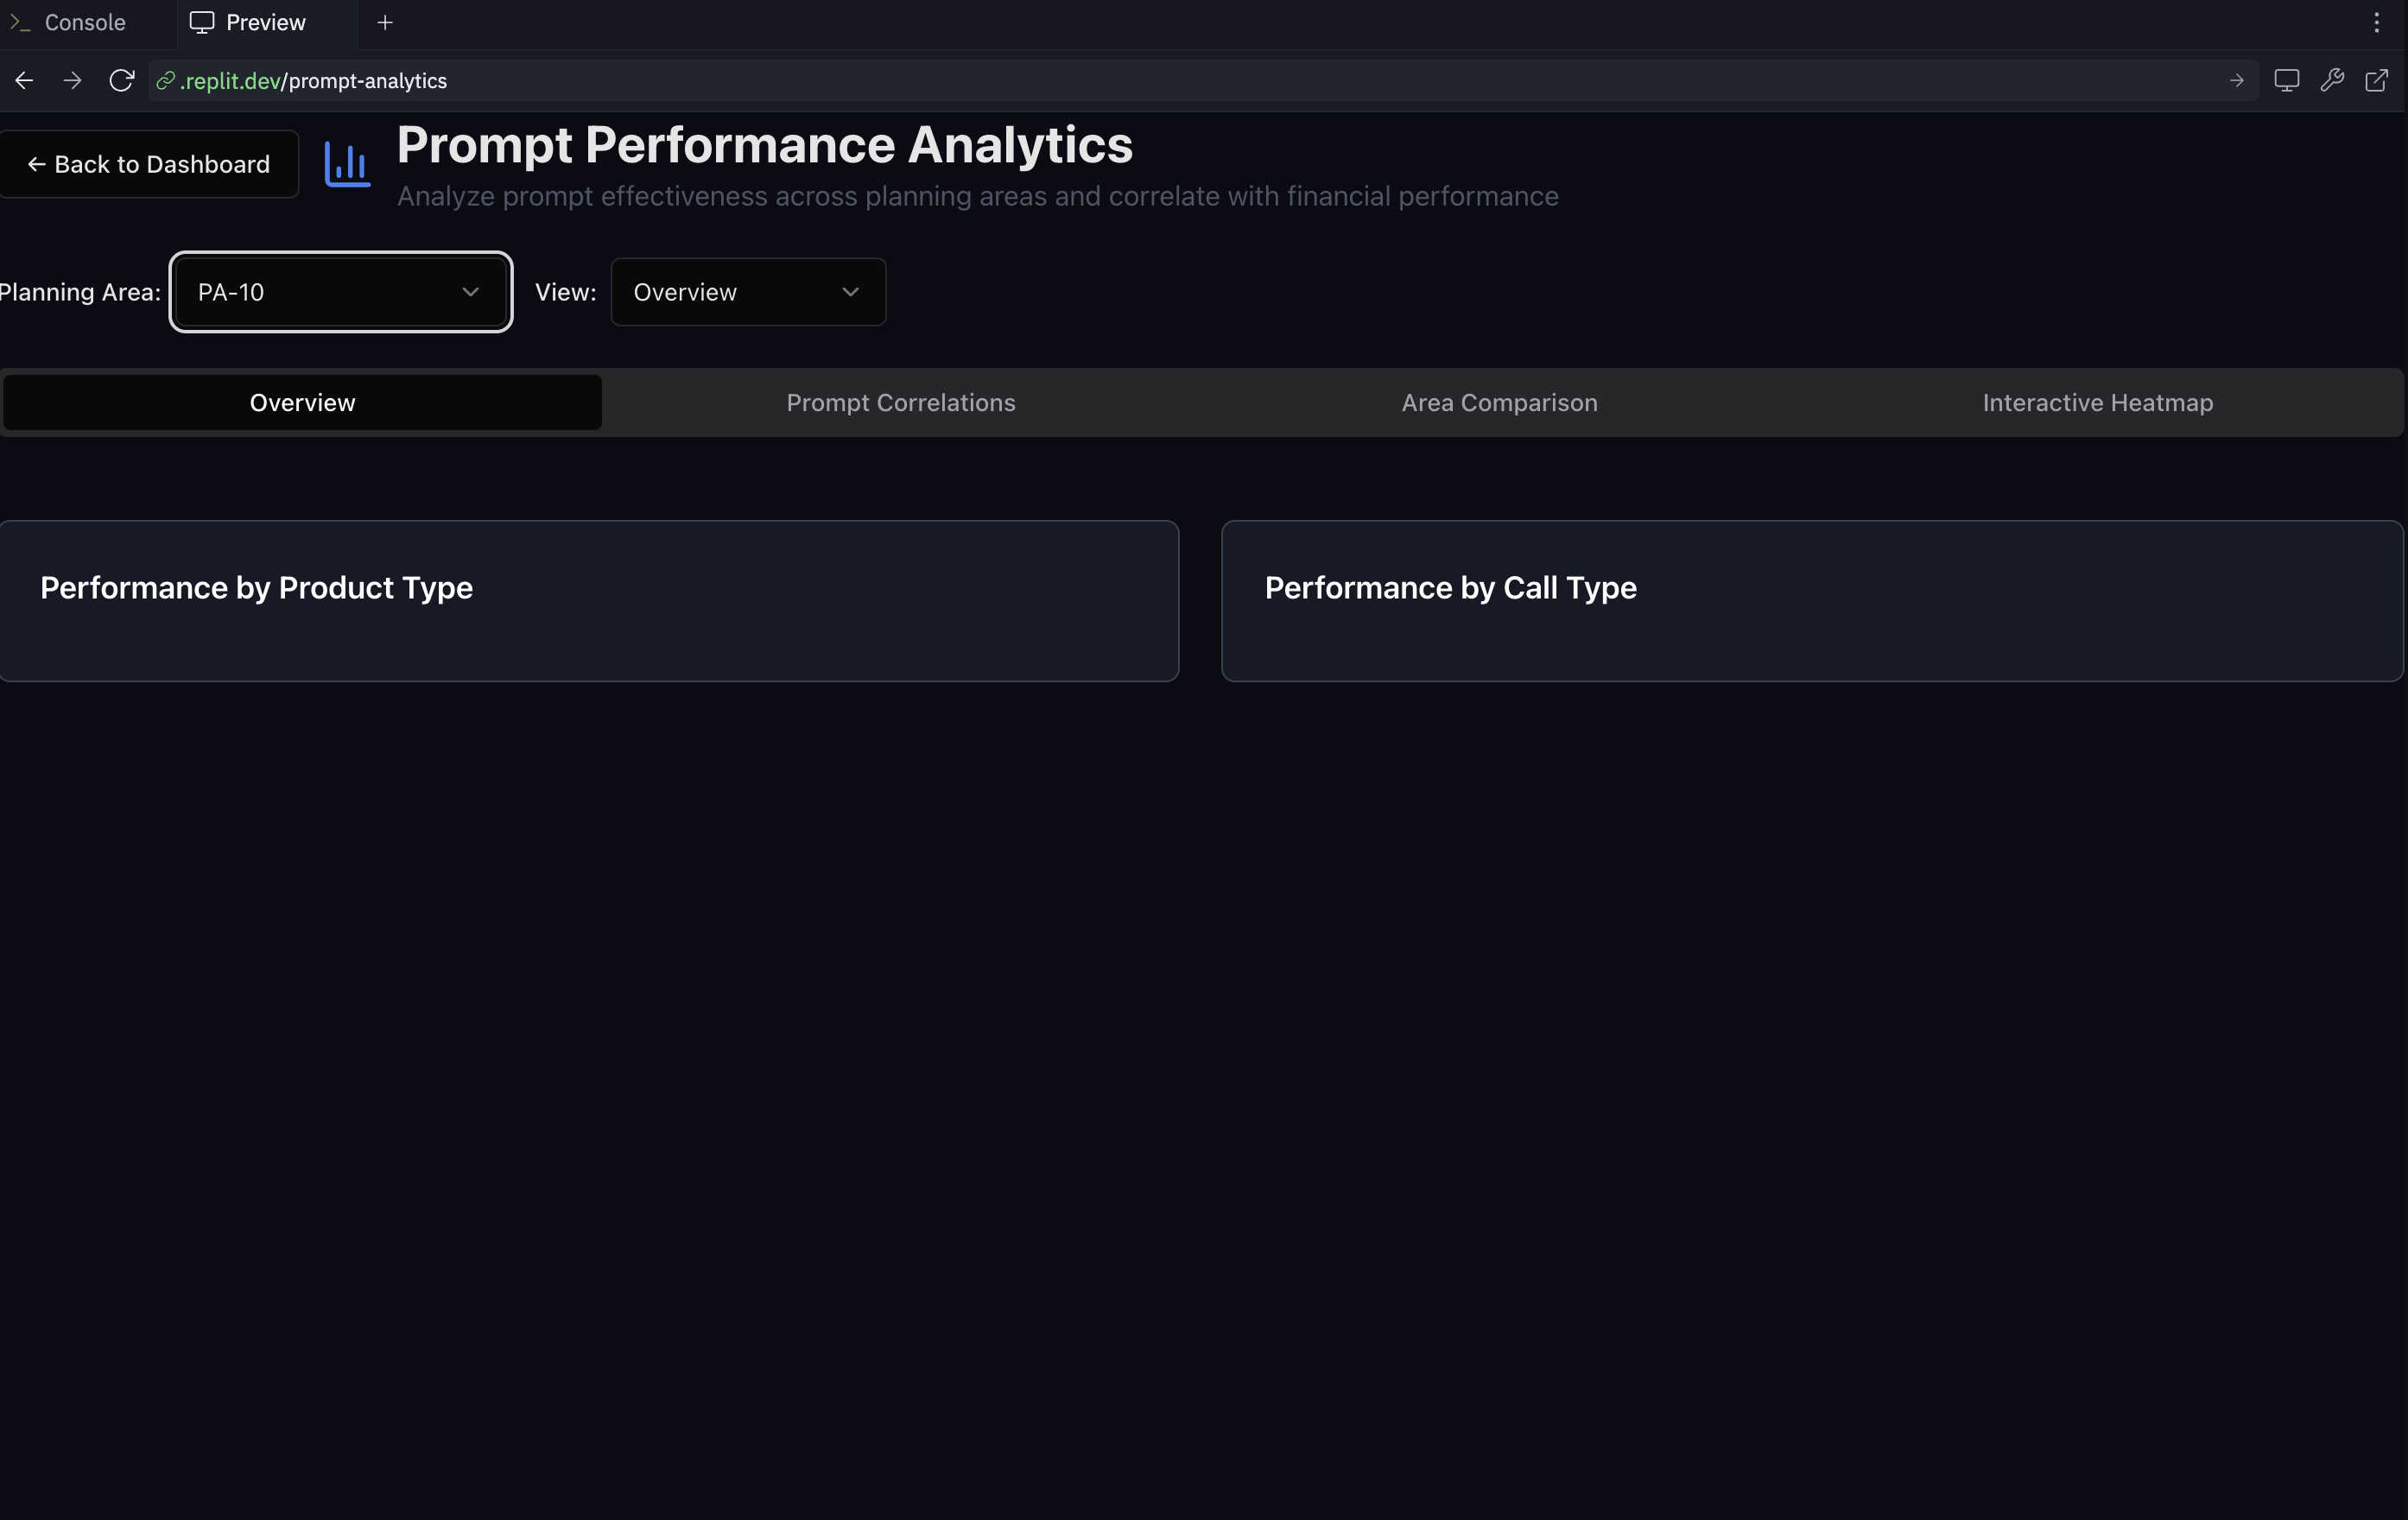 Console
Preview
.replit.dev/prompt-analytics
← Back to Dashboard
Prompt Performance Analytics
Analyze prompt effectiveness across planning areas and correlate with financial performance
Planning Area: PA-10 View: Overview
Overview Prompt Correlations Area Comparison Interactive Heatmap
Performance by Product Type
Performance by Call Type